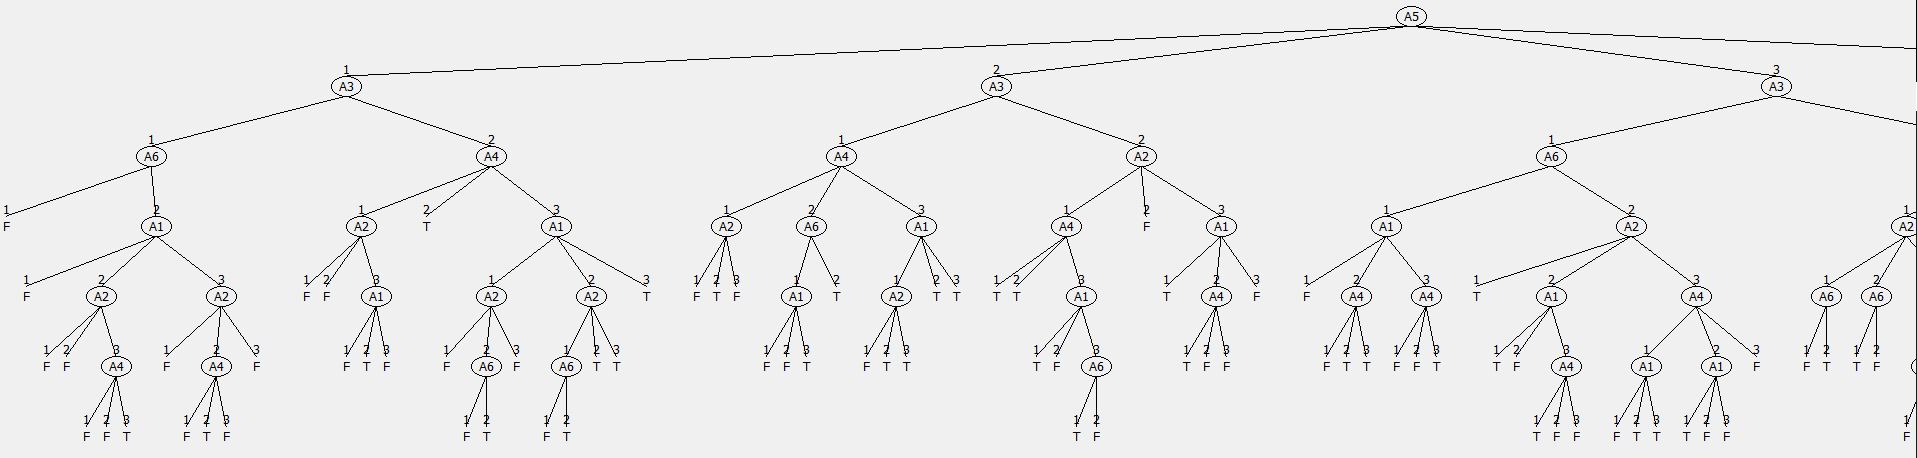 A5
1 2 3
A3 A3 A3
1 2 1 2 1
A6 A4 A4 A2 A6
1 2 1 2 3 1 2 3 1 2 3 1 2 1
F A1 A2 T A1 A2 A6 A1 A4 F A1 A1 A2 A2
1 2 3 1 2 3 1 2 3 1 2 3 1 2 1 2 3 1 2 3 1 2 3 1 2 3 1 2 3 1 2
F A2 A2 F F A1 A2 A2 T F T F A1 T A2 T T T T A1 T A4 F F A4 A4 T A1 A4 A6 A6
1 2 3 1 2 3 1 2 3 1 2 3 1 2 3 1 2 3 1 2 3 1 2 3 1 2 3 1 2 3 1 2 3 1 2 3 1 2 3 1 2 1 2
F F A4 F A4 F F T F F A6 F A6 T T F F T F T T T F A6 T F F F T T F F T T F A4 A1 A1 F F T T F
1 2 3 1 2 3 1 2 1 2 1 2 1 2 3 1 2 3 1 2 3 1
F F T F T F F T F T T F T F F F T T T F F F